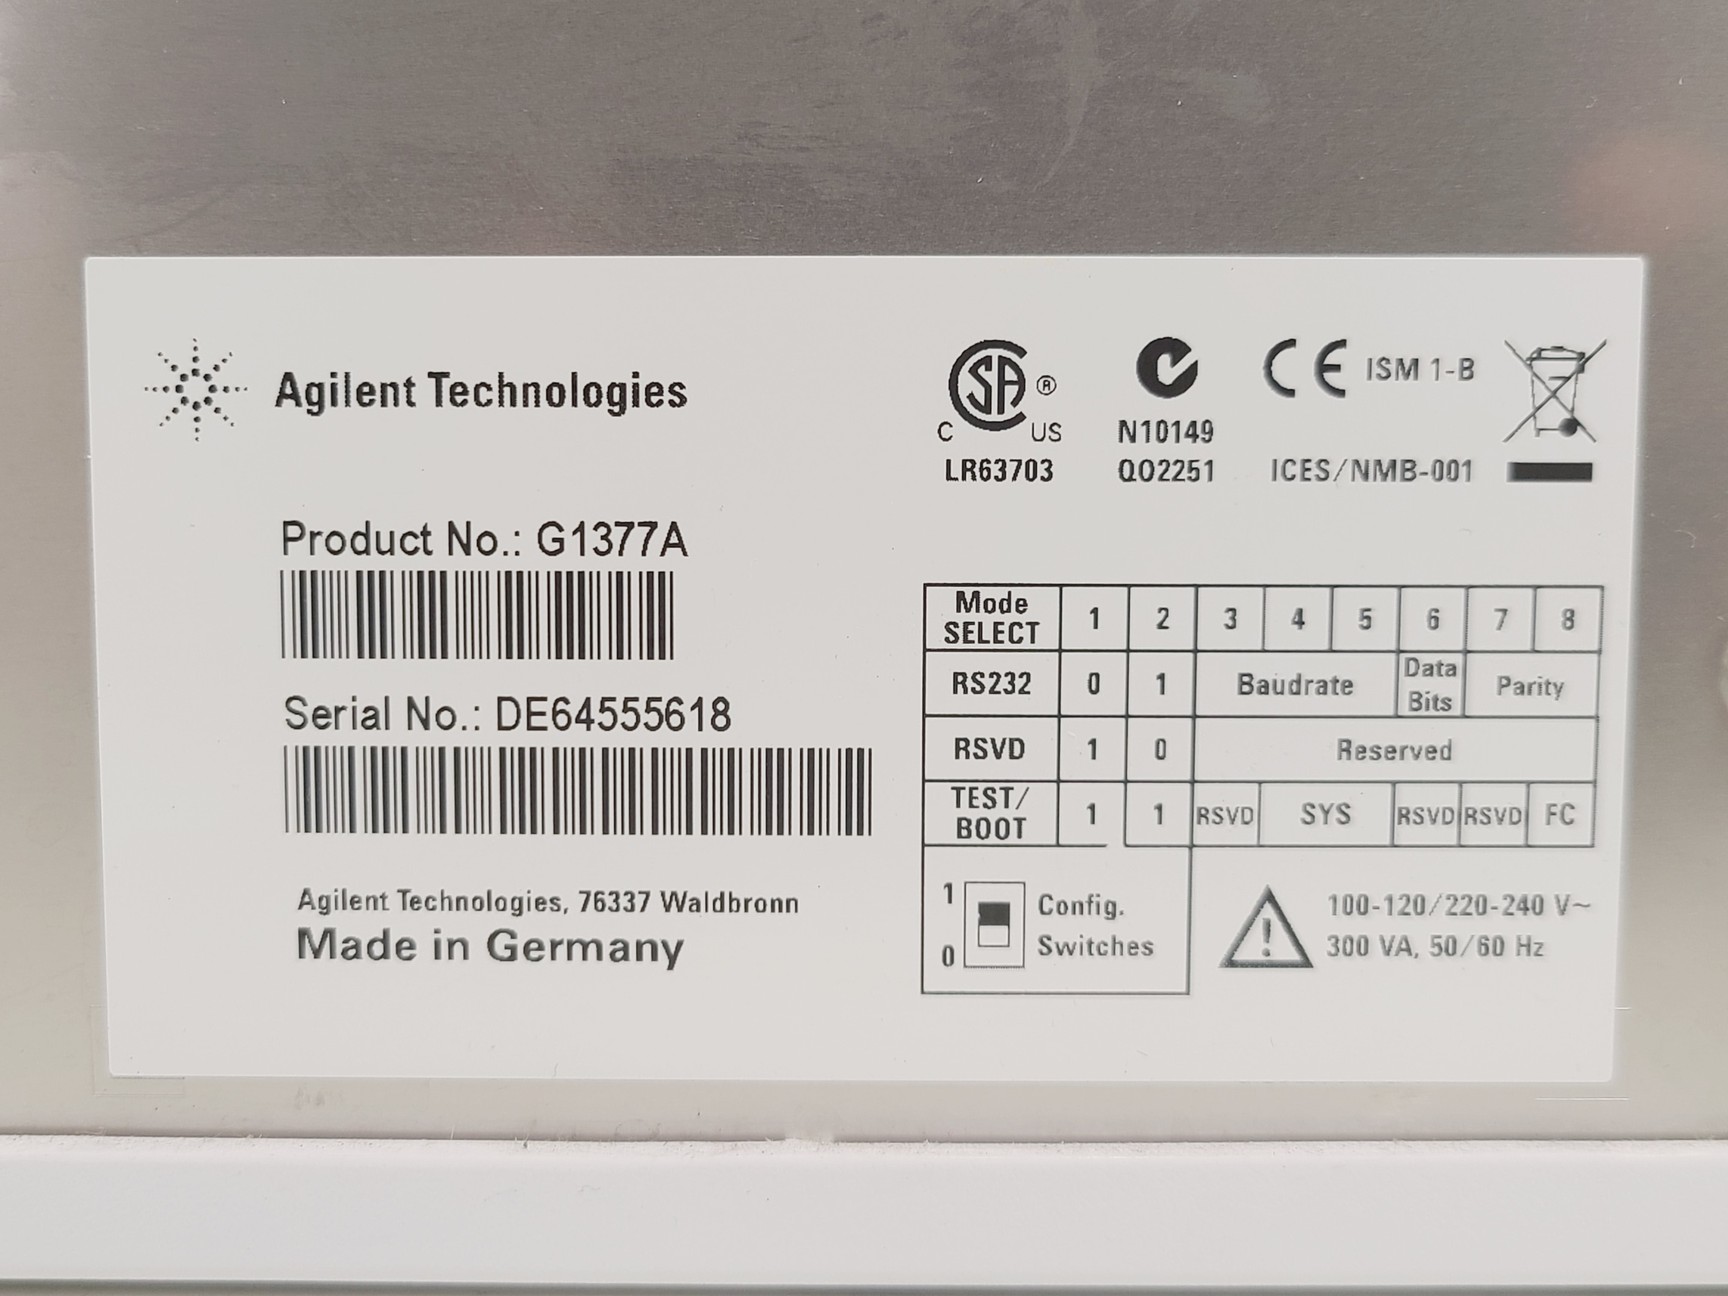 Agilent Technologies
SA ®
C US
LR63703
N10149
Q02251
CE ISM 1-B
ICES/NMB-001
Product No.: G1377A
Serial No.: DE64555618
Agilent Technologies, 76337 Waldbronn
Made in Germany
Mode SELECT 1 2 3 4 5 6 7 8
RS232 0 1 Baudrate Data Bits Parity
RSVD 1 0 Reserved
TEST/ BOOT 1 1 RSVD SYS RSVD RSVD FC
1 Config.
0 Switches
! 100-120/220-240 V~
300 VA, 50/60 Hz